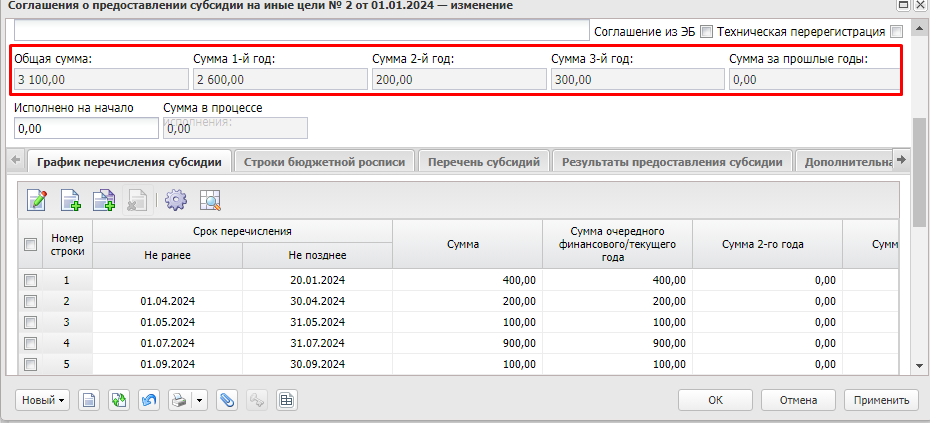 Соглашения о предоставлении субсидии на иные цели № 2 от 01.01.2024 — изменение
Соглашение из ЭБ Техническая перерегистрация
Общая сумма: Сумма 1-й год: Сумма 2-й год: Сумма 3-й год: Сумма за прошлые годы:
3 100,00 2 600,00 200,00 300,00 0,00
Исполнено на начало Сумма в процессе
исполнения:
0,00 0,00
График перечисления субсидии Строки бюджетной росписи Перечень субсидий Результаты предоставления субсидии Дополнительна
Номер строки Срок перечисления Не ранее Не позднее Сумма Сумма очередного финансового/текущего года Сумма 2-го года Сумм
1 20.01.2024 400,00 400,00 0,00
2 01.04.2024 30.04.2024 200,00 200,00 0,00
3 01.05.2024 31.05.2024 100,00 100,00 0,00
4 01.07.2024 31.07.2024 900,00 900,00 0,00
5 01.09.2024 30.09.2024 100,00 100,00 0,00
Новый ОК Отмена Применить